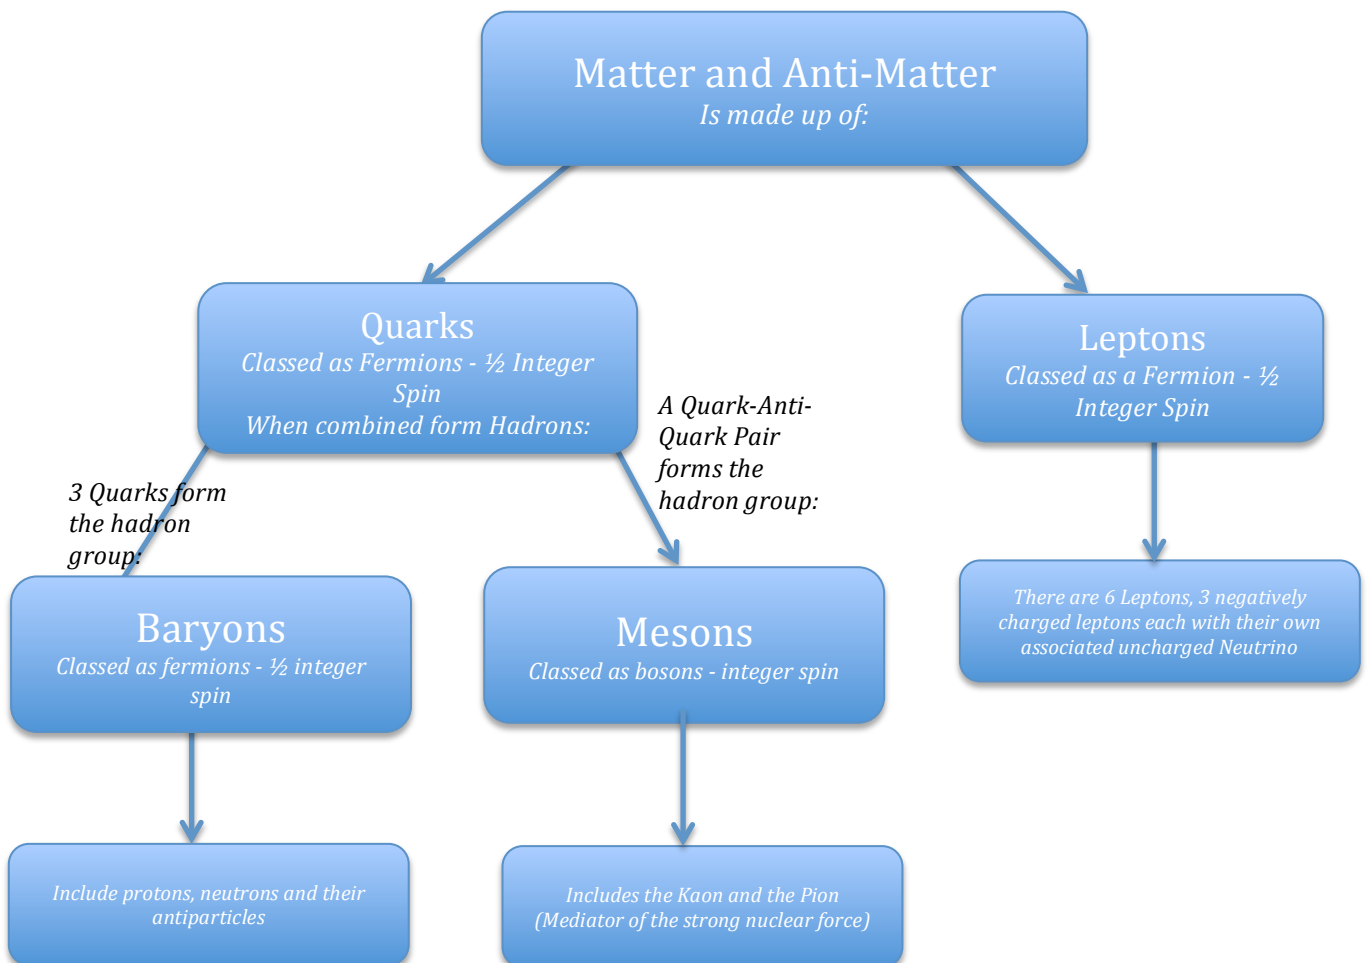 Matter and Anti-Matter
Is made up of:
Quarks
Classed as Fermions - ½ Integer
Spin
When combined form Hadrons:
Leptons
Classed as a Fermion - ½
Integer Spin
A Quark-Anti-
Quark Pair
forms the
hadron group:
3 Quarks form
the hadron
group:
Baryons
Classed as fermions - ½ integer
spin
Mesons
Classed as bosons - integer spin
There are 6 Leptons, 3 negatively
charged leptons each with their own
associated uncharged Neutrino
Include protons, neutrons and their
antiparticles
Includes the Kaon and the Pion
(Mediator of the strong nuclear force)